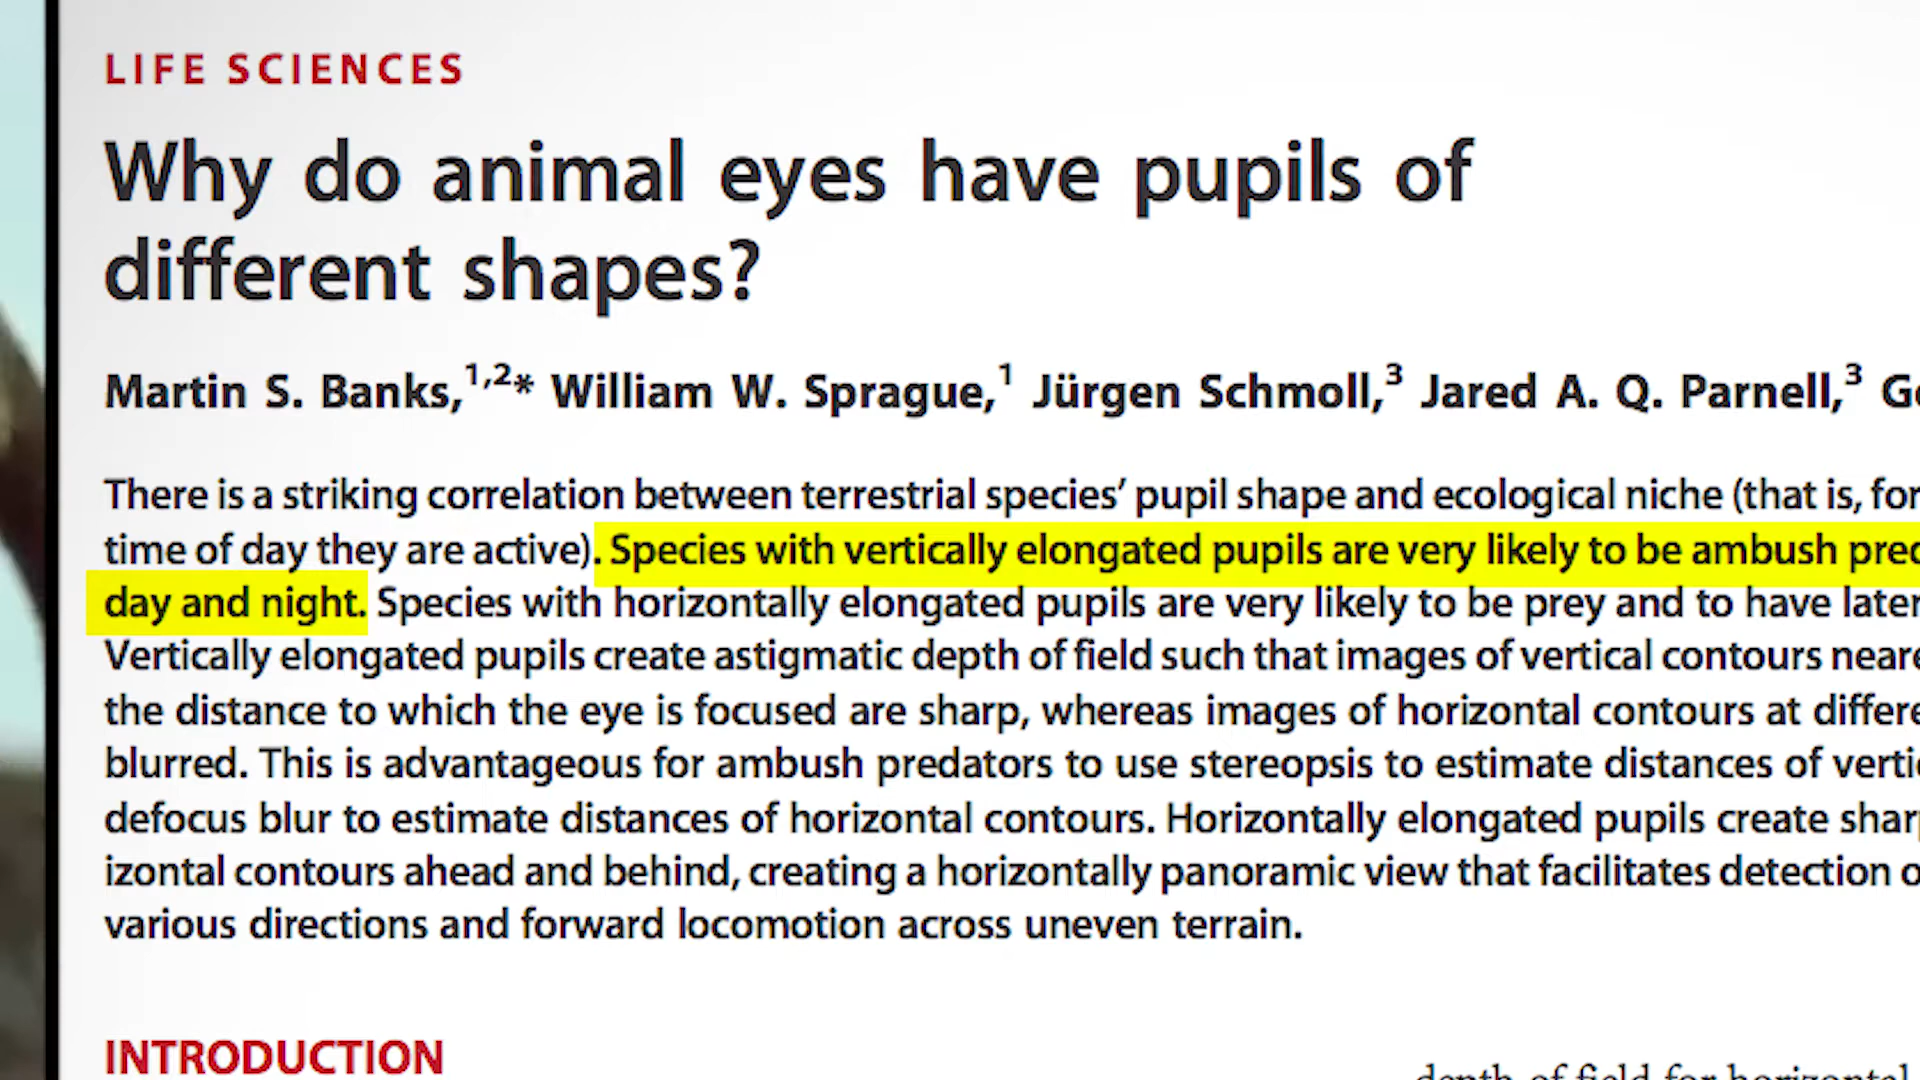 LIFE SCIENCES
Why do animal eyes have pupils of
different shapes?
Martin S. Banks,1,2* William W. Sprague,1 Jürgen Schmoll,3 Jared A. Q. Parnell,3
There is a striking correlation between terrestrial species’ pupil shape and ecological niche (that is, for
time of day they are active). Species with vertically elongated pupils are very likely to be ambush
day and night. Species with horizontally elongated pupils are very likely to be prey and to have
Vertically elongated pupils create astigmatic depth of field such that images of vertical contours
the distance to which the eye is focused are sharp, whereas images of horizontal contours at
blurred. This is advantageous for ambush predators to use stereopsis to estimate distances of
defocus blur to estimate distances of horizontal contours. Horizontally elongated pupils create
izontal contours ahead and behind, creating a horizontally panoramic view that facilitates detection
various directions and forward locomotion across uneven terrain.
INTRODUCTION
depth of field for horizontal